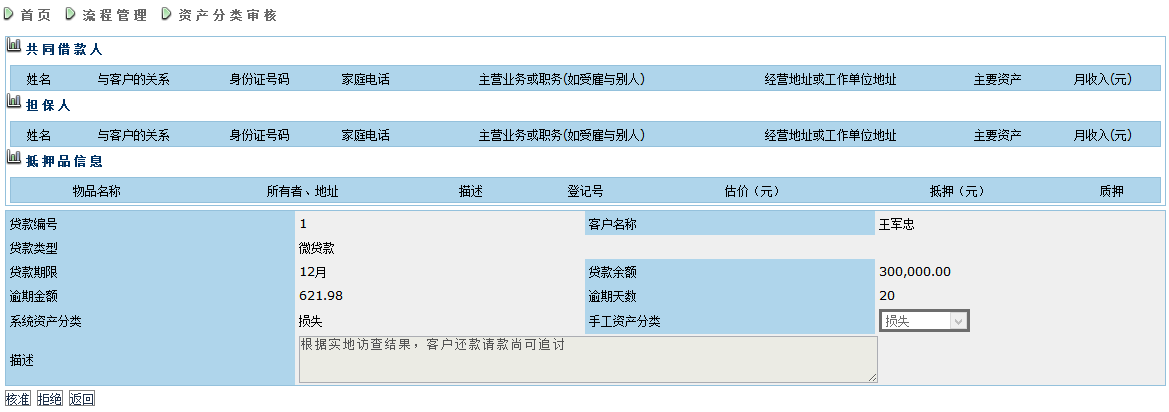 首页 流程管理 资产分类审核
共同借款人
姓名 与客户的关系 身份证号码 家庭电话 主营业务或职务(如受雇与别人) 经营地址或工作单位地址 主要资产 月收入(元)
担保人
姓名 与客户的关系 身份证号码 家庭电话 主营业务或职务(如受雇与别人) 经营地址或工作单位地址 主要资产 月收入(元)
抵押品信息
物品名称 所有者、地址 描述 登记号 估价（元） 抵押（元） 质押
贷款编号 1 客户名称 王军忠
贷款类型 微贷款
贷款期限 12月 贷款余额 300,000.00
逾期金额 621.98 逾期天数 20
系统资产分类 损失 手工资产分类 损失
描述 根据实地访查结果，客户还款请款尚可追讨
核准 拒绝 返回